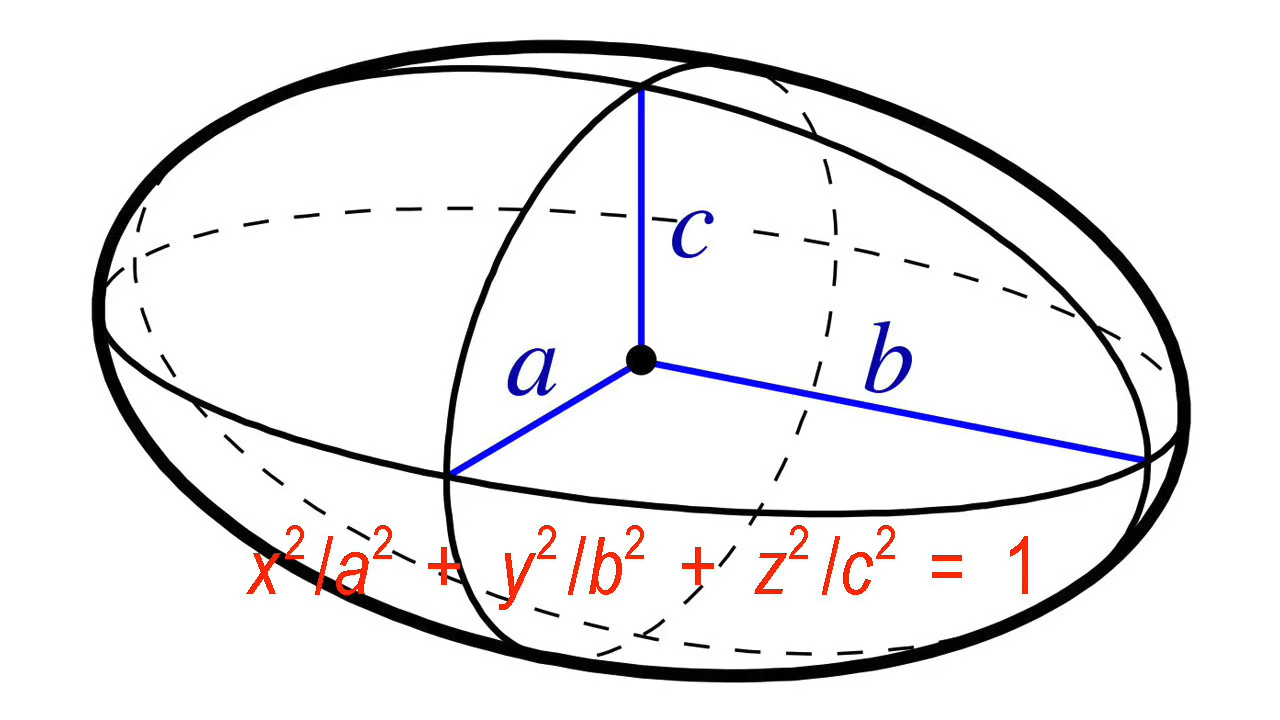 c
a
b
x²/a² + y²/b² + z²/c² = 1